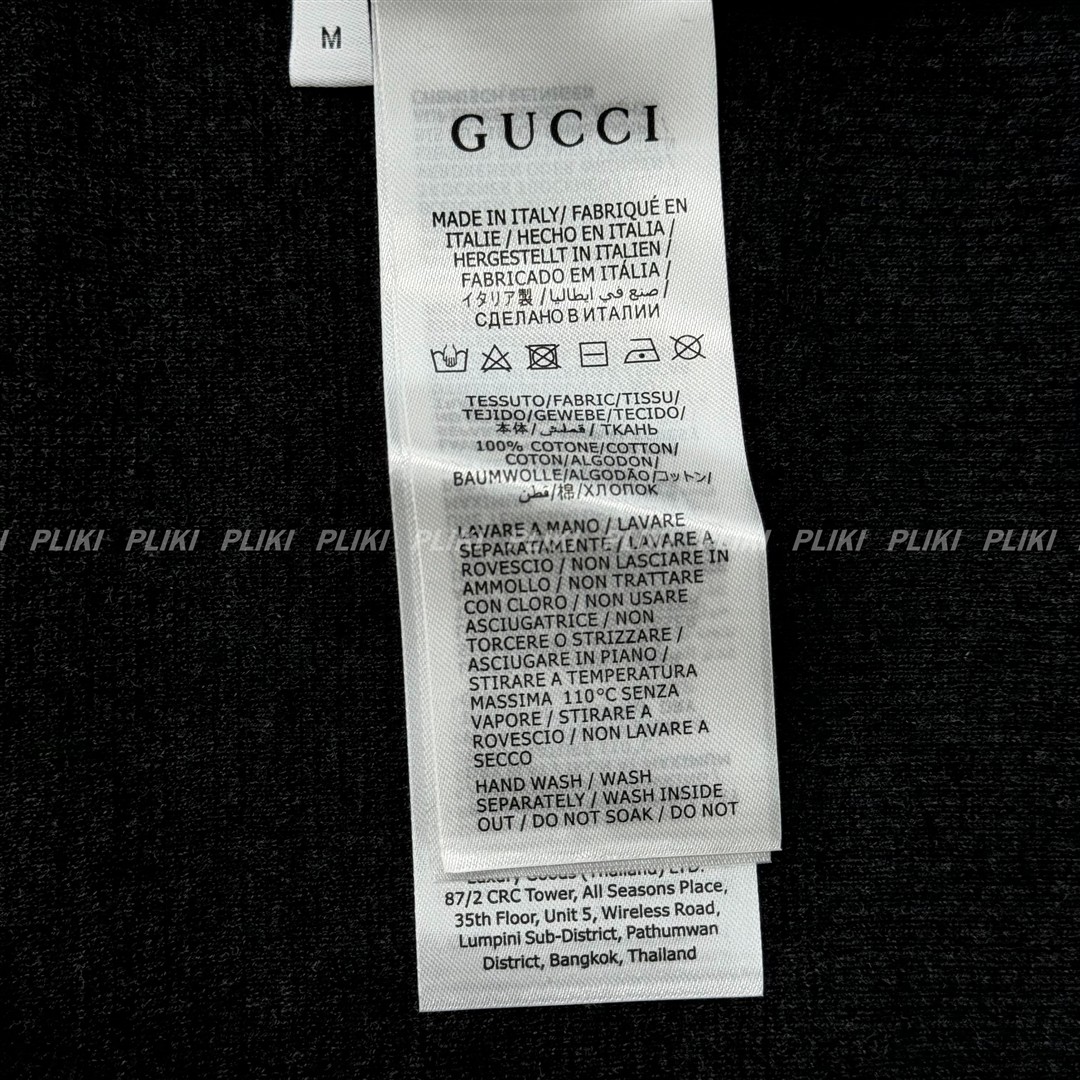 M
GUCCI
MADE IN ITALY/ FABRIQUÉ EN
ITALIE / HECHO EN ITALIA /
HERGESTELLT IN ITALIEN /
FABRICADO EM ITÁLIA /
イタリア製 / صنع في ايطاليا /
СДЕЛАНО В ИТАЛИИ
TESSUTO/FABRIC/TISSU/
TEJIDO/GEWEBE/TECIDO/
本体/ قطش / ТКАНЬ
100% COTONE/COTTON/
COTON/ALGODON/
BAUMWOLLE/ALGODÃO/コットン/
قطن/棉/ХЛОПОК
PLIKI PLIKI PLIKI PLIKI PLIKI PLIKI PLIKI
LAVARE A MANO / LAVARE
SEPARATAMENTE / LAVARE A
ROVESCIO / NON LASCIARE IN
AMMOLLO / NON TRATTARE
CON CLORO / NON USARE
ASCIUGATRICE / NON
TORCERE O STRIZZARE /
ASCIUGARE IN PIANO /
STIRARE A TEMPERATURA
MASSIMA 110°C SENZA
VAPORE / STIRARE A
ROVESCIO / NON LAVARE A
SECCO
HAND WASH / WASH
SEPARATELY / WASH INSIDE
OUT / DO NOT SOAK / DO NOT
Luxury Goods (Thailand) LTD.
87/2 CRC Tower, All Seasons Place,
35th Floor, Unit 5, Wireless Road,
Lumpini Sub-District, Pathumwan
District, Bangkok, Thailand